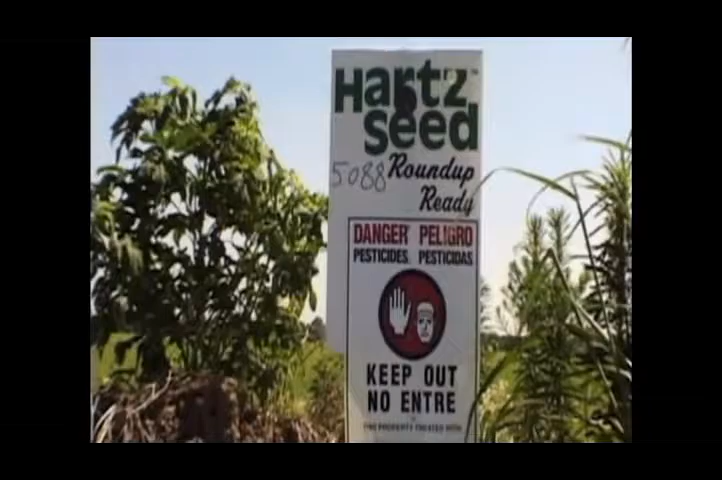 Hartz
Seed
5088 Roundup
Ready
DANGER PELIGRO
PESTICIDES PESTICIDAS
KEEP OUT
NO ENTRE